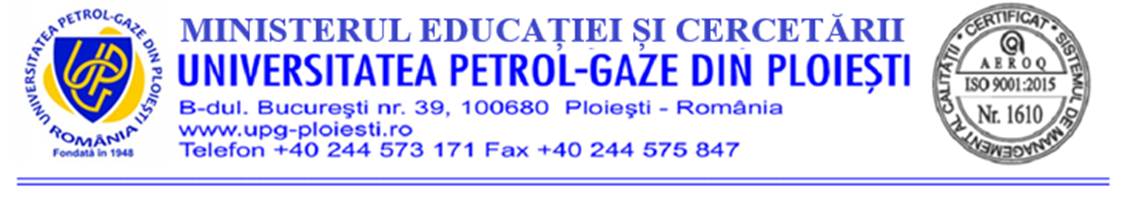 UNIVERSITATEA PETROL-GAZE DIN PLOIEȘTI
UPG
ROMÂNIA
Fondată în 1948
MINISTERUL EDUCAȚIEI ȘI CERCETĂRII
UNIVERSITATEA PETROL-GAZE DIN PLOIEȘTI
B-dul. Bucureşti nr. 39, 100680 Ploieşti - România
www.upg-ploiesti.ro
Telefon +40 244 573 171 Fax +40 244 575 847
CERTIFICAT • SISTEMUL DE MANAGEMENT AL CALITĂȚII •
AEROQ
ISO 9001:2015
Nr. 1610